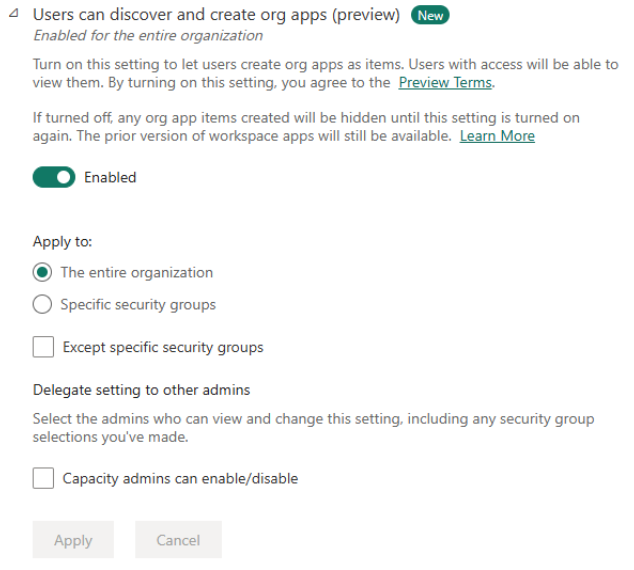 Users can discover and create org apps (preview) New
Enabled for the entire organization
Turn on this setting to let users create org apps as items. Users with access will be able to
view them. By turning on this setting, you agree to the Preview Terms.
If turned off, any org app items created will be hidden until this setting is turned on
again. The prior version of workspace apps will still be available. Learn More
Enabled
Apply to:
The entire organization
Specific security groups
Except specific security groups
Delegate setting to other admins
Select the admins who can view and change this setting, including any security group
selections you've made.
Capacity admins can enable/disable
Apply Cancel